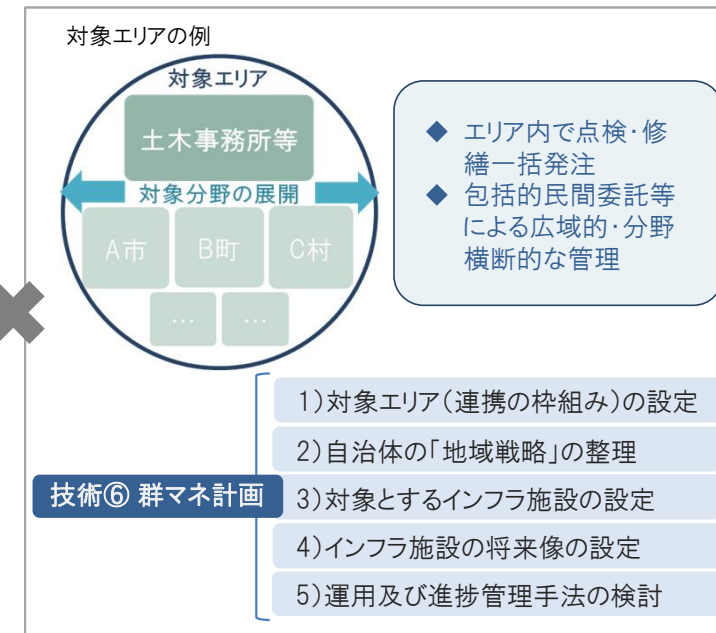 対象エリアの例
対象エリア
土木事務所等
対象分野の展開
A市
B町
C村
…
…
◆ エリア内で点検・修
繕一括発注
◆ 包括的民間委託等
による広域的・分野
横断的な管理
技術⑥ 群マネ計画
1)対象エリア(連携の枠組み)の設定
2)自治体の「地域戦略」の整理
3)対象とするインフラ施設の設定
4)インフラ施設の将来像の設定
5)運用及び進捗管理手法の検討